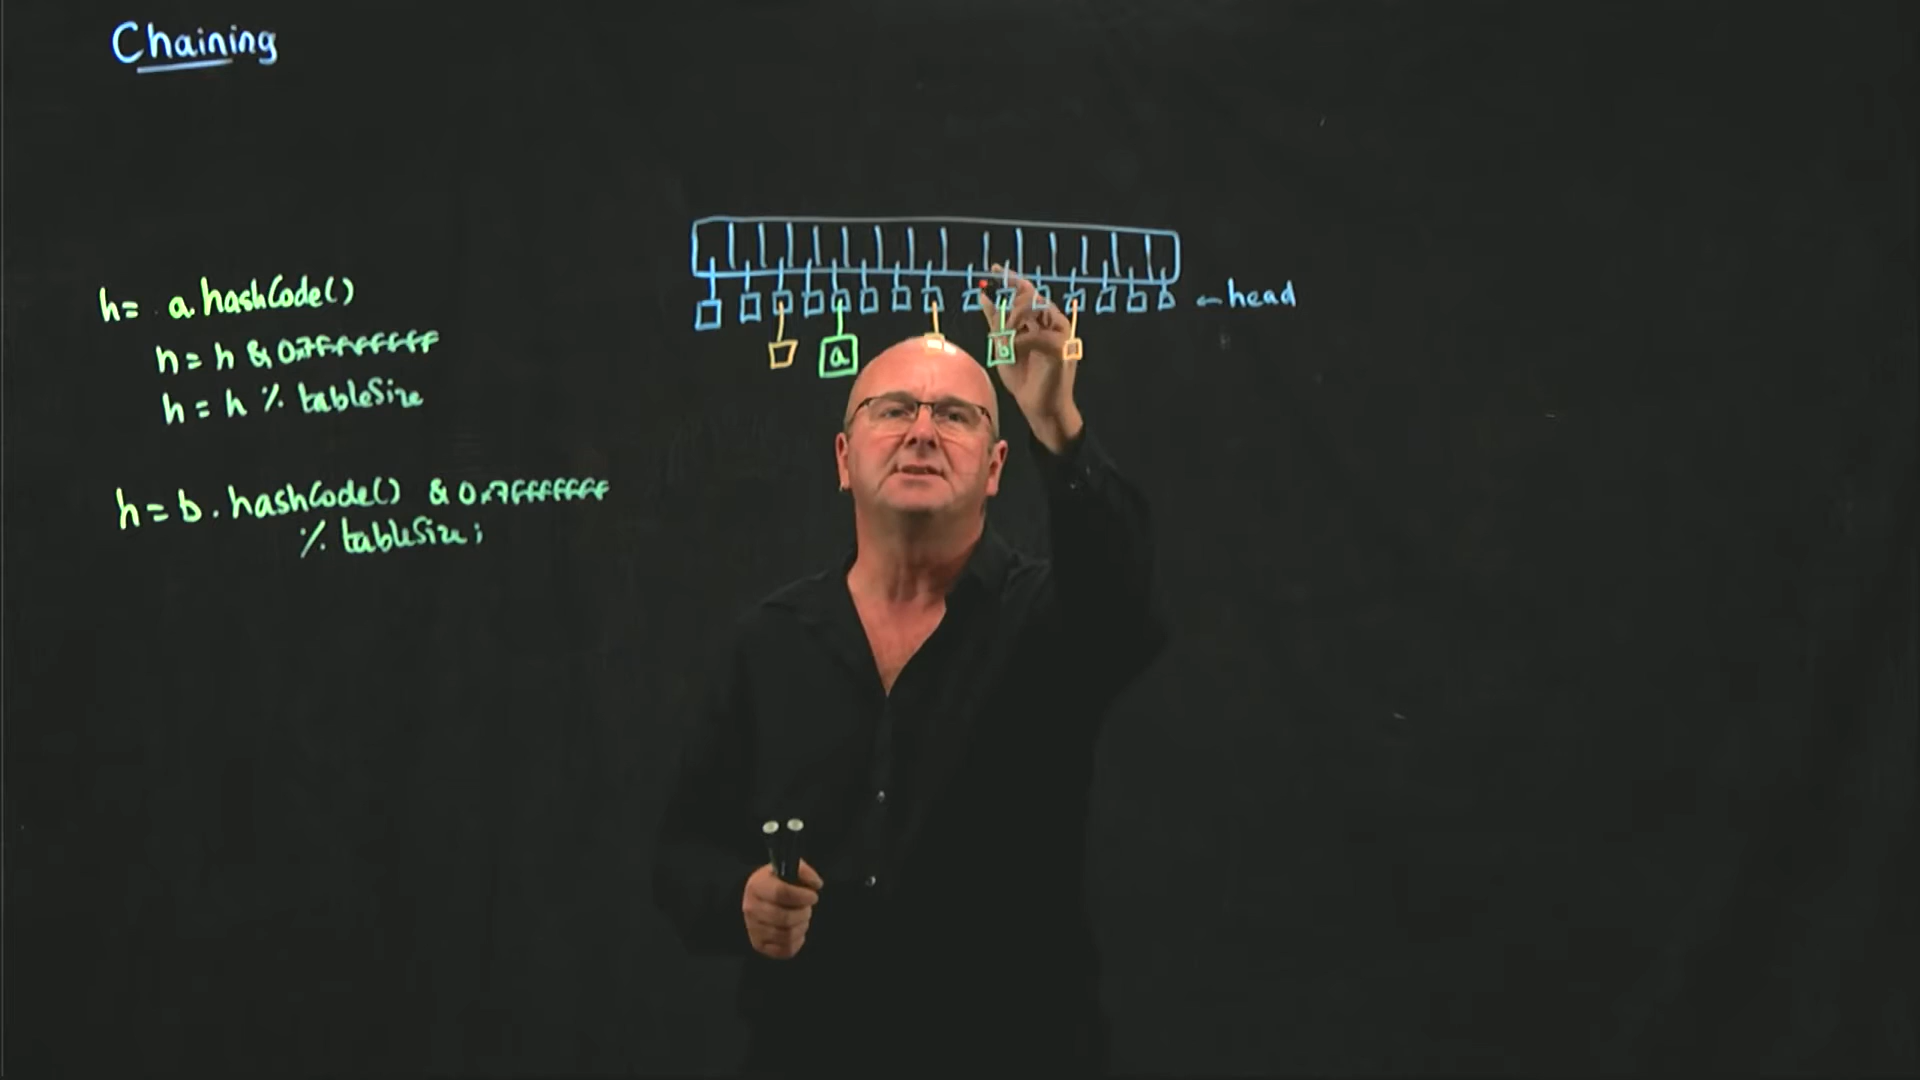 Chaining
h= a.hashCode()
h = h & 0x7fffffff
h = h % tableSize
h = b.hashCode() & 0x7fffffff
% tableSize;
← head
a
b